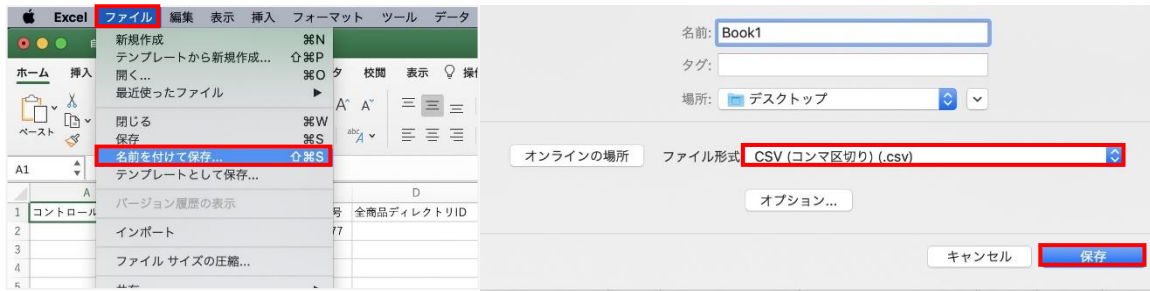 Excel ファイル 編集 表示 挿入 フォーマット ツール データ
新規作成 ⌘N
テンプレートから新規作成... ⇧⌘P
ホーム 挿入
開く... ⌘O
校閲 表示 操作
最近使ったファイル
閉じる ⌘W
ペースト
保存 ⌘S
名前を付けて保存... ⇧⌘S
A1
テンプレートとして保存...
A D
バージョン履歴の表示
1 コントロール 号 全商品ディレクトリID
2 77
インポート
3
ファイル サイズの圧縮...
4
5
名前: Book1
タグ:
場所: デスクトップ
オンラインの場所 ファイル形式 CSV (コンマ区切り) (.csv)
オプション...
キャンセル 保存